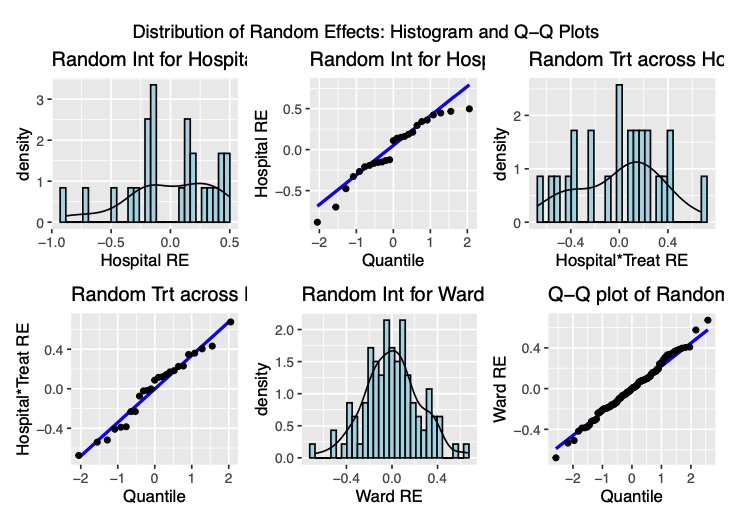 Distribution of Random Effects: Histogram and Q−Q Plots
Random Int for Hospita
Random Int for Hosp
Random Trt across Ho
density
3
2
1
0
−1.0 −0.5 0.0 0.5
Hospital RE
Hospital RE
0.5
0.0
−0.5
−2 −1 0 1 2
Quantile
density
2
1
0
−0.4 0.0 0.4
Hospital*Treat RE
Random Trt across
Random Int for Ward
Q−Q plot of Random
Hospital*Treat RE
0.4
0.0
−0.4
−2 −1 0 1 2
Quantile
density
2.0
1.5
1.0
0.5
0.0
−0.4 0.0 0.4
Ward RE
Ward RE
0.4
0.0
−0.4
−2 −1 0 1 2
Quantile